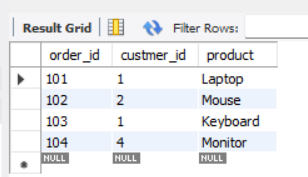 Result Grid Filter Rows:
order_id custmer_id product
101 1 Laptop
102 2 Mouse
103 1 Keyboard
104 4 Monitor
NULL NULL NULL